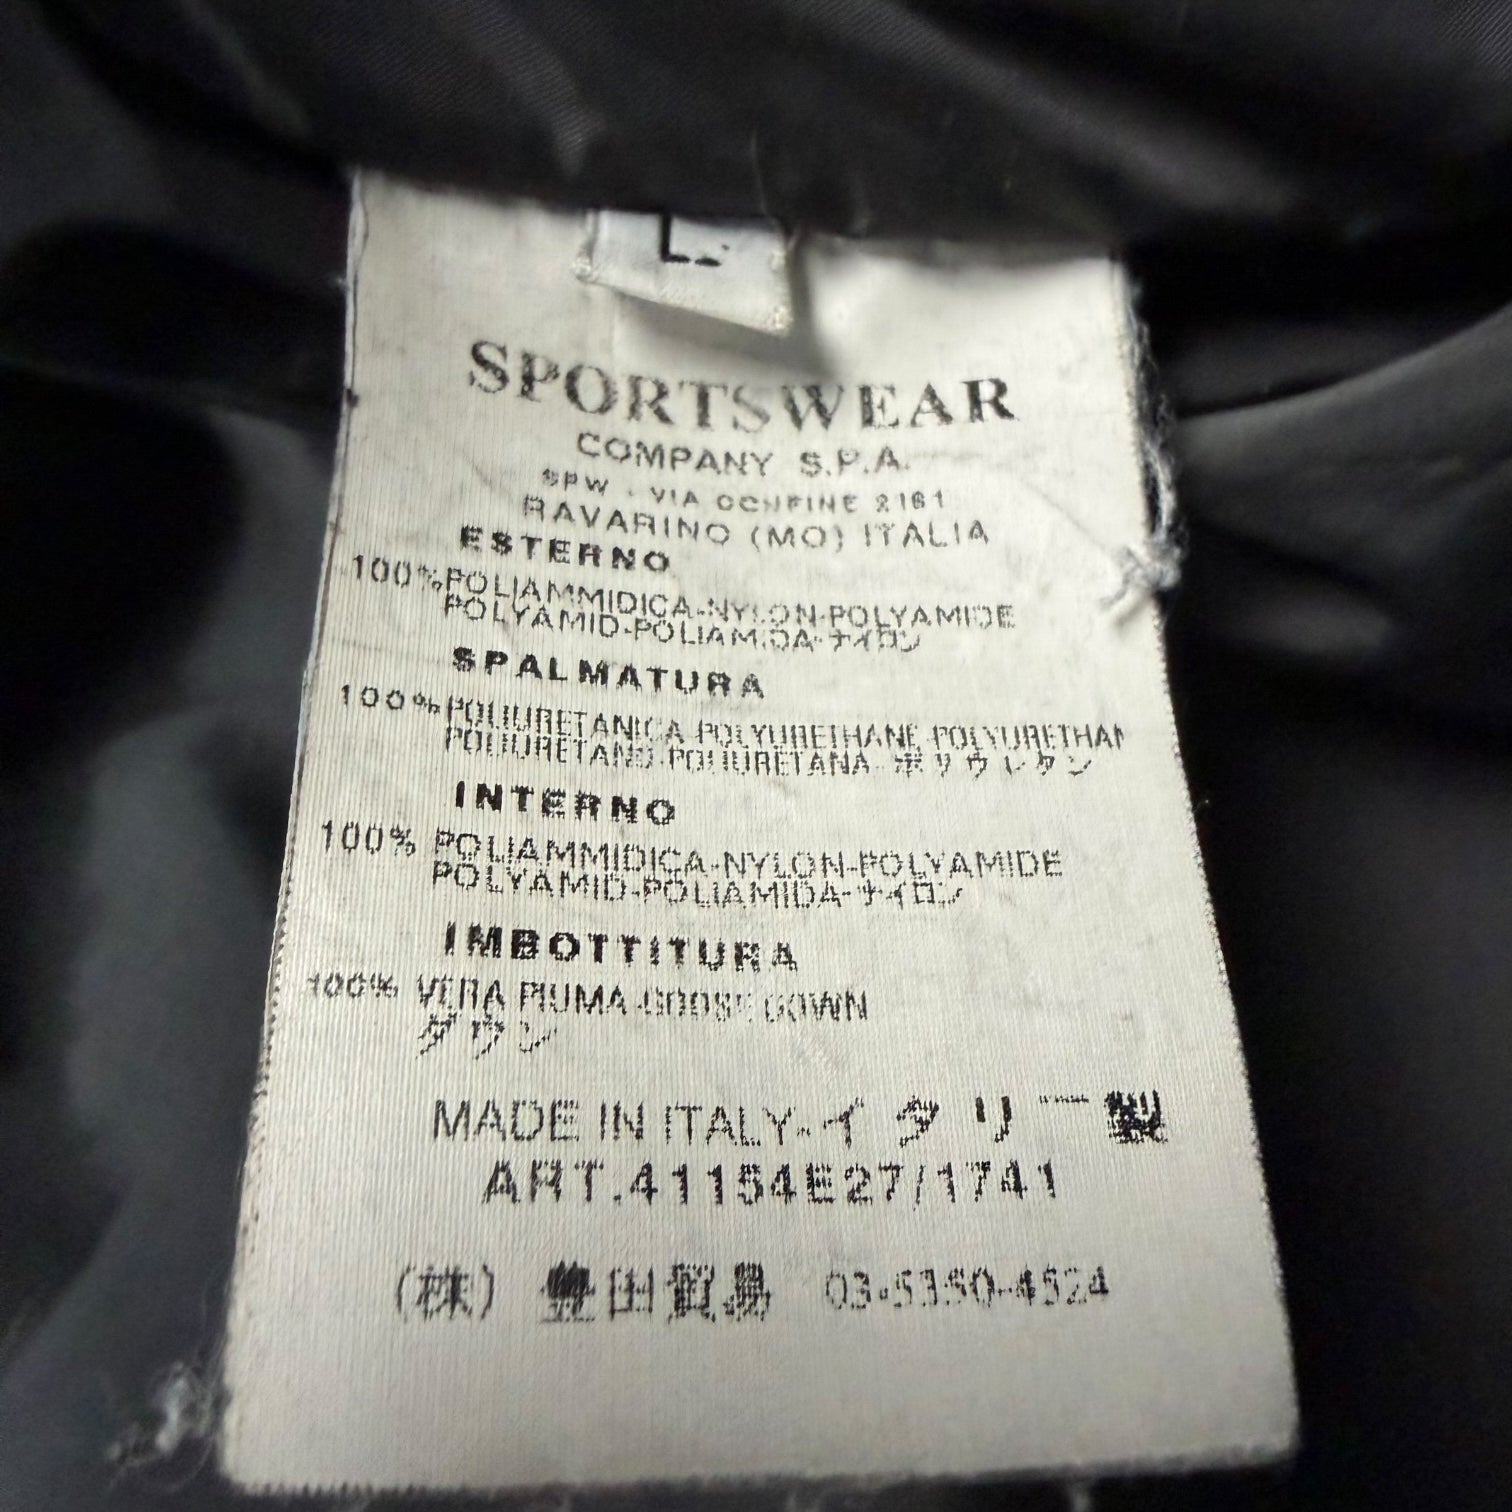 L
SPORTSWEAR
COMPANY S.P.A.
SPW - VIA CONFINE 2161
RAVARINO (MO) ITALIA
ESTERNO
100% POLIAMMIDICA-NYLON-POLYAMIDE
POLYAMID-POLIAMIDA-ナイロン
SPALMATURA
100% POLIURETANICA-POLYURETHANE-POLYURETHAN
POLIURETANO-POLIURETANA-ポリウレタン
INTERNO
100% POLIAMMIDICA-NYLON-POLYAMIDE
POLYAMID-POLIAMIDA-ナイロン
IMBOTTITURA
100% VERA PIUMA-GOOSE DOWN
ダウン
MADE IN ITALY-イタリー製
ART.41154E27/1741
(株) 豊田貿易 03-5350-4524